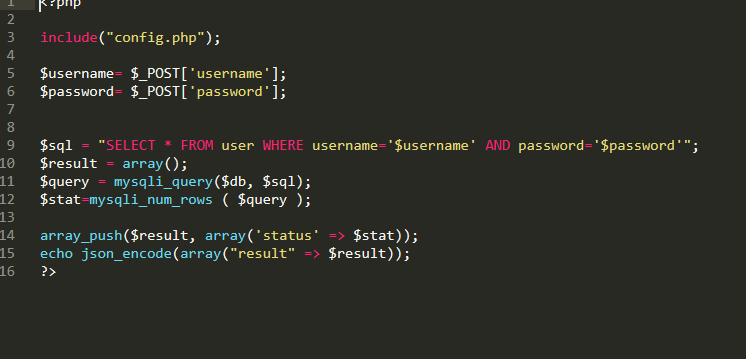 1 <?php
2
3 include("config.php");
4
5 $username= $_POST['username'];
6 $password= $_POST['password'];
7
8
9 $sql = "SELECT * FROM user WHERE username='$username' AND password='$password'";
10 $result = array();
11 $query = mysqli_query($db, $sql);
12 $stat=mysqli_num_rows ( $query );
13
14 array_push($result, array('status' => $stat));
15 echo json_encode(array("result" => $result));
16 ?>